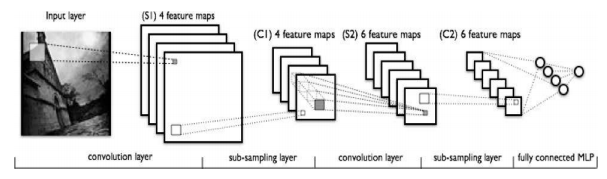 Input layer
(S1) 4 feature maps
(C1) 4 feature maps
(S2) 6 feature maps
(C2) 6 feature maps
convolution layer
sub-sampling layer
convolution layer
sub-sampling layer
fully connected MLP